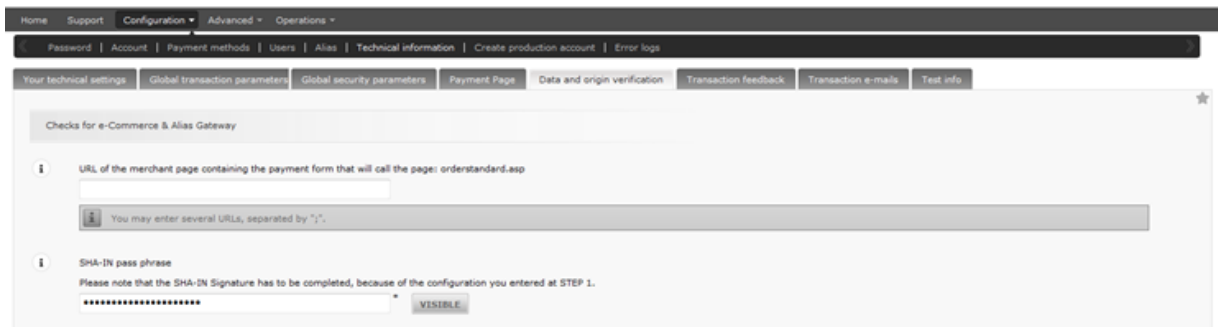 Home Support Configuration Advanced Operations
Password | Account | Payment methods | Users | Alias | Technical information | Create production account | Error logs
Your technical settings Global transaction parameters Global security parameters Payment Page Data and origin verification Transaction feedback Transaction e-mails Test info
Checks for e-Commerce & Alias Gateway
URL of the merchant page containing the payment form that will call the page: orderstandard.asp
You may enter several URLs, separated by ";".
SHA-IN pass phrase
Please note that the SHA-IN Signature has to be completed, because of the configuration you entered at STEP 1.
••••••••••••••••••••• * VISIBLE